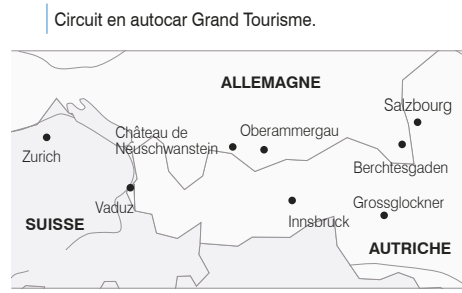 Circuit en autocar Grand Tourisme.
ALLEMAGNE
Salzbourg
Château de
Neuschwanstein
Oberammergau
Zurich
Berchtesgaden
Vaduz
Grossglockner
Innsbruck
SUISSE
AUTRICHE